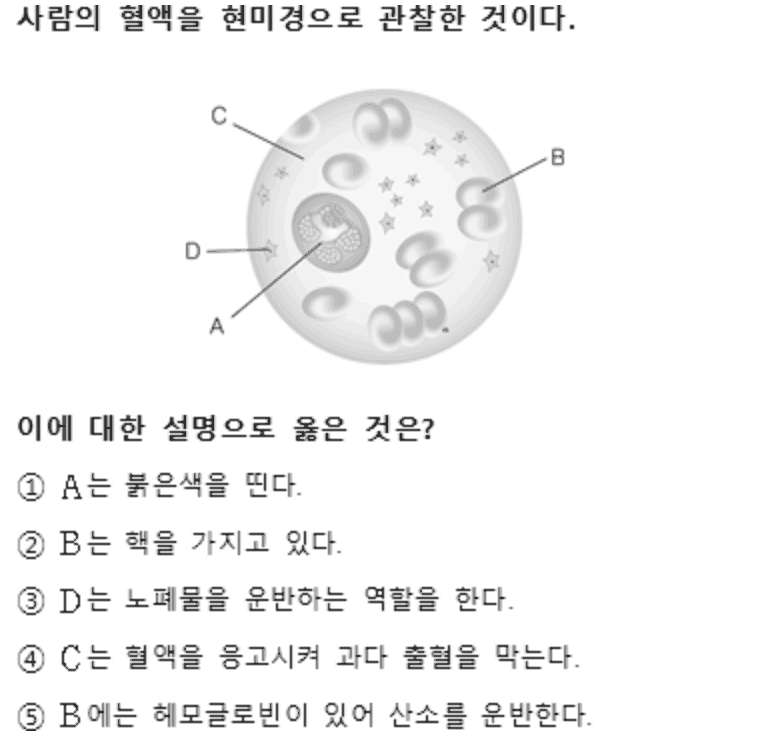 사람의 혈액을 현미경으로 관찰한 것이다.
C
B
D
A
이에 대한 설명으로 옳은 것은?
① A는 붉은색을 띤다.
② B는 핵을 가지고 있다.
③ D는 노폐물을 운반하는 역할을 한다.
④ C는 혈액을 응고시켜 과다 출혈을 막는다.
⑤ B에는 헤모글로빈이 있어 산소를 운반한다.